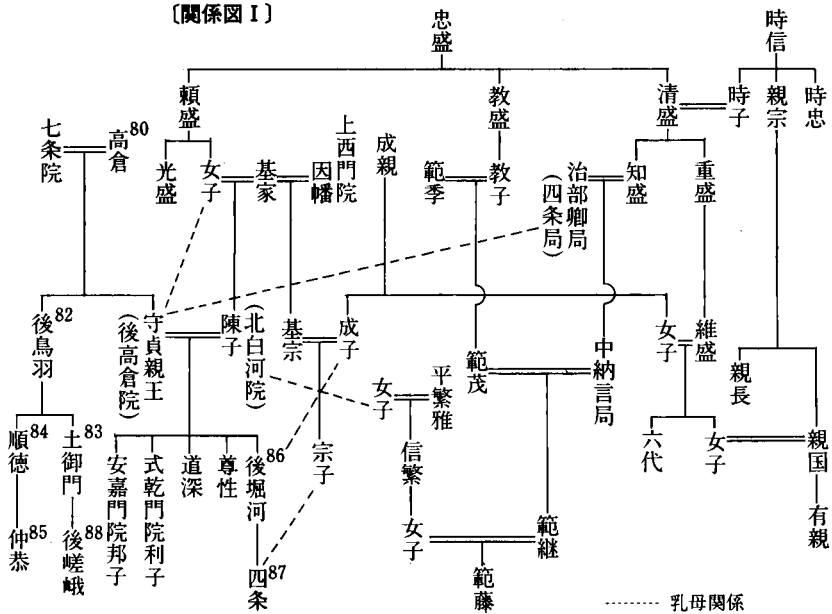 〔関係図Ⅰ〕
忠盛
時信
頼盛
教盛
清盛
時子
親宗
時忠
七条院
高倉80
光盛
女子
基家
因幡
上西門院
成親
範季
教子
治部卿局
(四条局)
知盛
重盛
後鳥羽82
守貞親王
(後高倉院)
陳子
(北白河院)
基宗
成子
範茂
中納言局
女子
維盛
親長
順徳84
土御門83
安嘉門院邦子
式乾門院利子
道深
尊性
後堀河86
宗子
女子
平繁雅
信繁
六代
女子
親国
仲恭85
後嵯峨88
四条87
女子
範継
範藤
有親
乳母関係